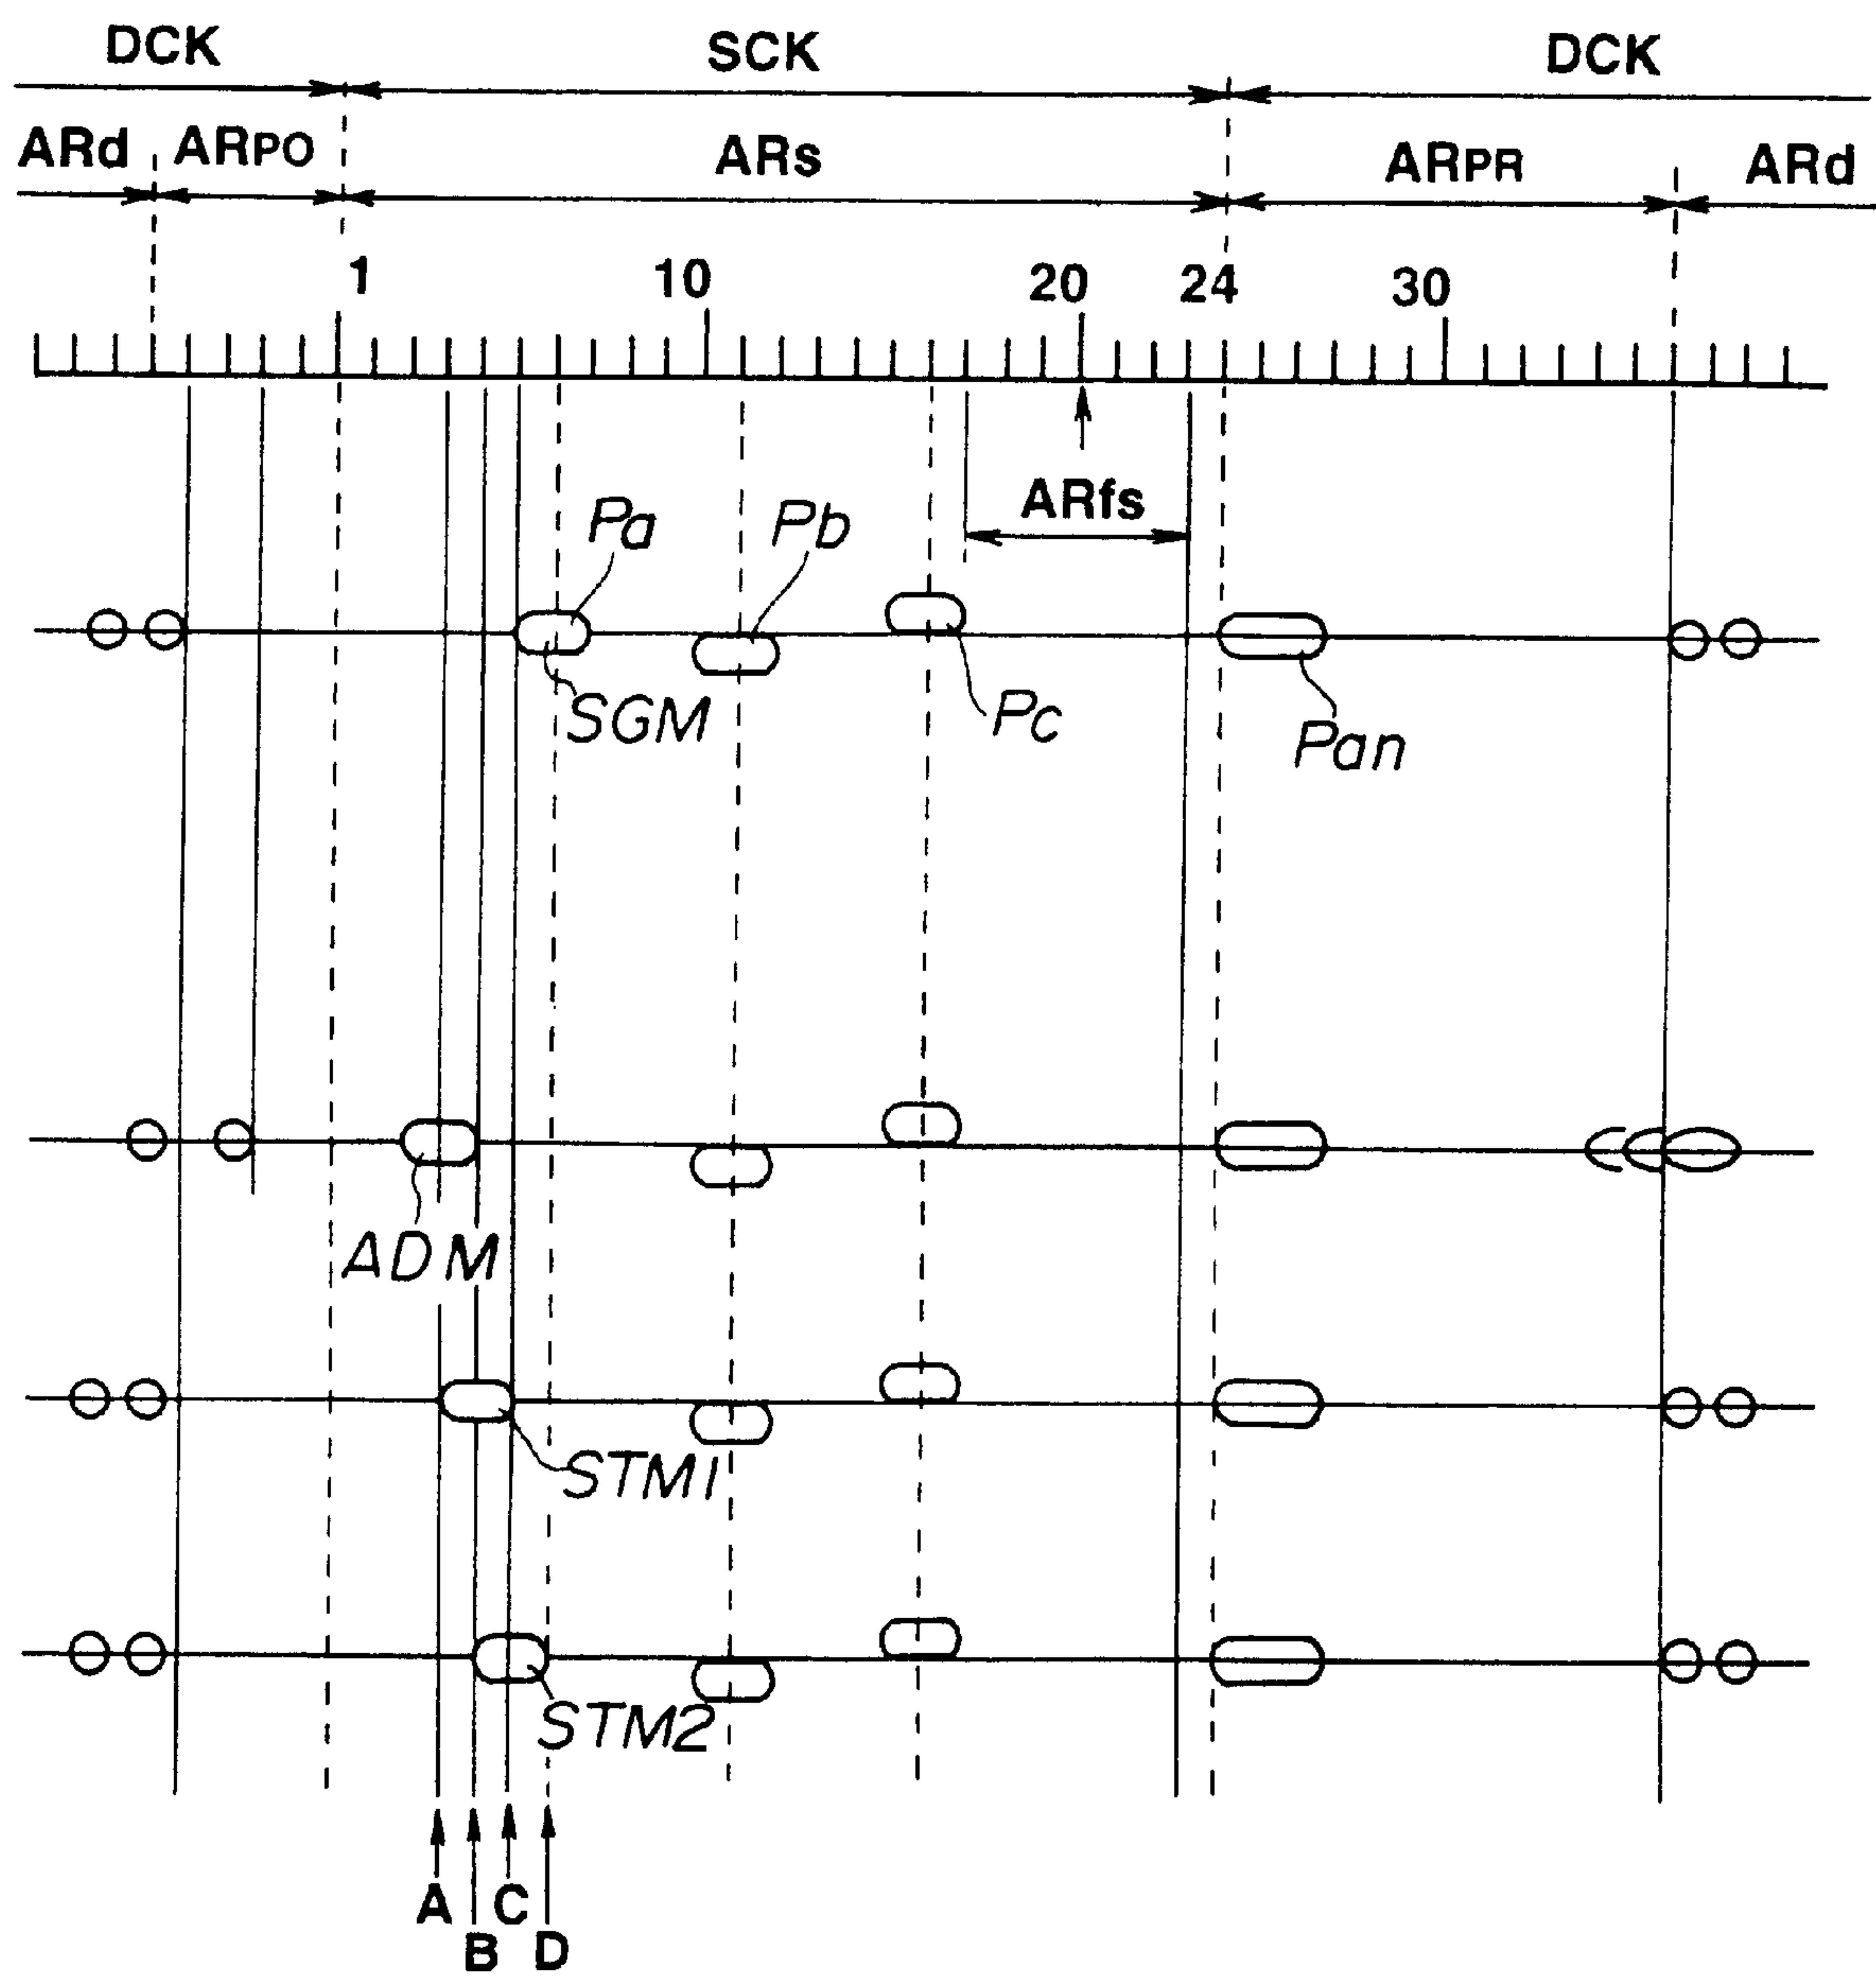 DCK SCK DCK
ARd ARPO ARs ARPR ARd
1 10 20 24 30
ARfs
Pa Pb
SGM Pc Pan
ADM
STM1
STM2
A C
B D